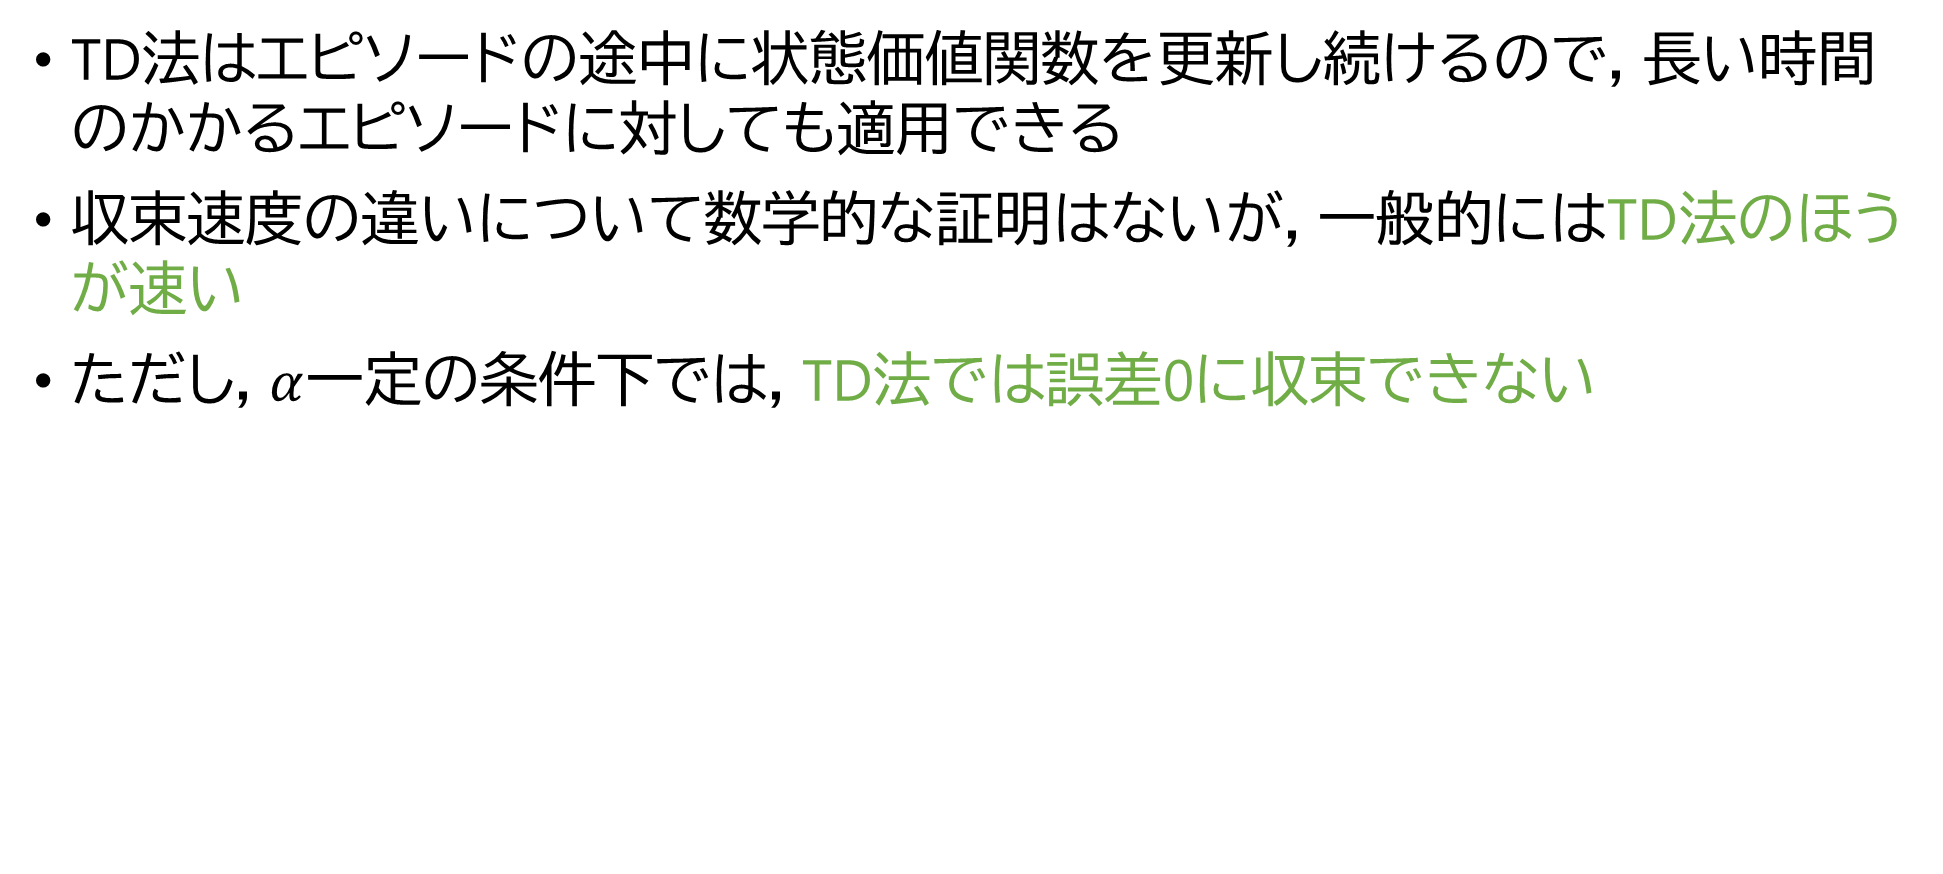 • TD法はエピソードの途中に状態価値関数を更新し続けるので, 長い時間
のかかるエピソードに対しても適用できる
• 収束速度の違いについて数学的な証明はないが, 一般的にはTD法のほう
が速い
• ただし, α一定の条件下では, TD法では誤差0に収束できない